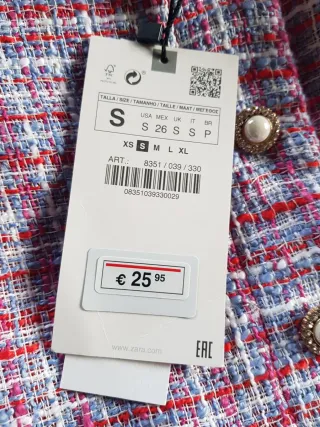 FSC
TALLA / SIZE / TAMANHO / TAILLE / MAAT / ΜΕΓΕΘΟΣ
S
USA MEX UK IT BR
S 26 S S P
XS S M L XL
ART.: 8351 / 039 / 330
08351039330029
€ 25 95
www.zara.com
EAC